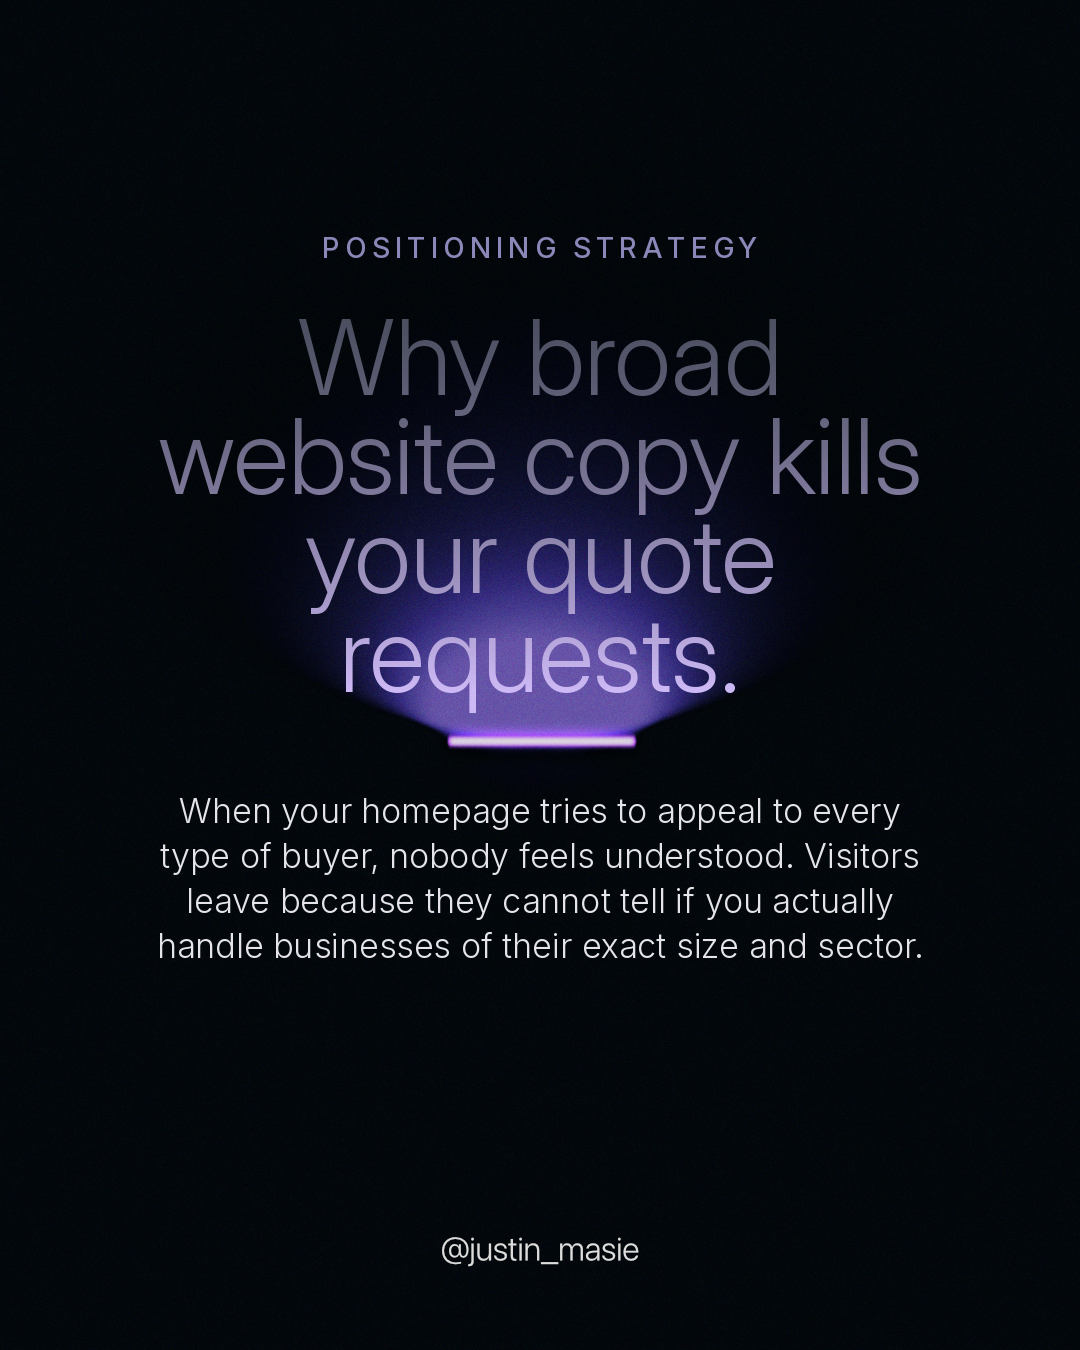 POSITIONING STRATEGY
Why broad
website copy kills
your quote
requests.
When your homepage tries to appeal to every
type of buyer, nobody feels understood. Visitors
leave because they cannot tell if you actually
handle businesses of their exact size and sector.
@justin_masie